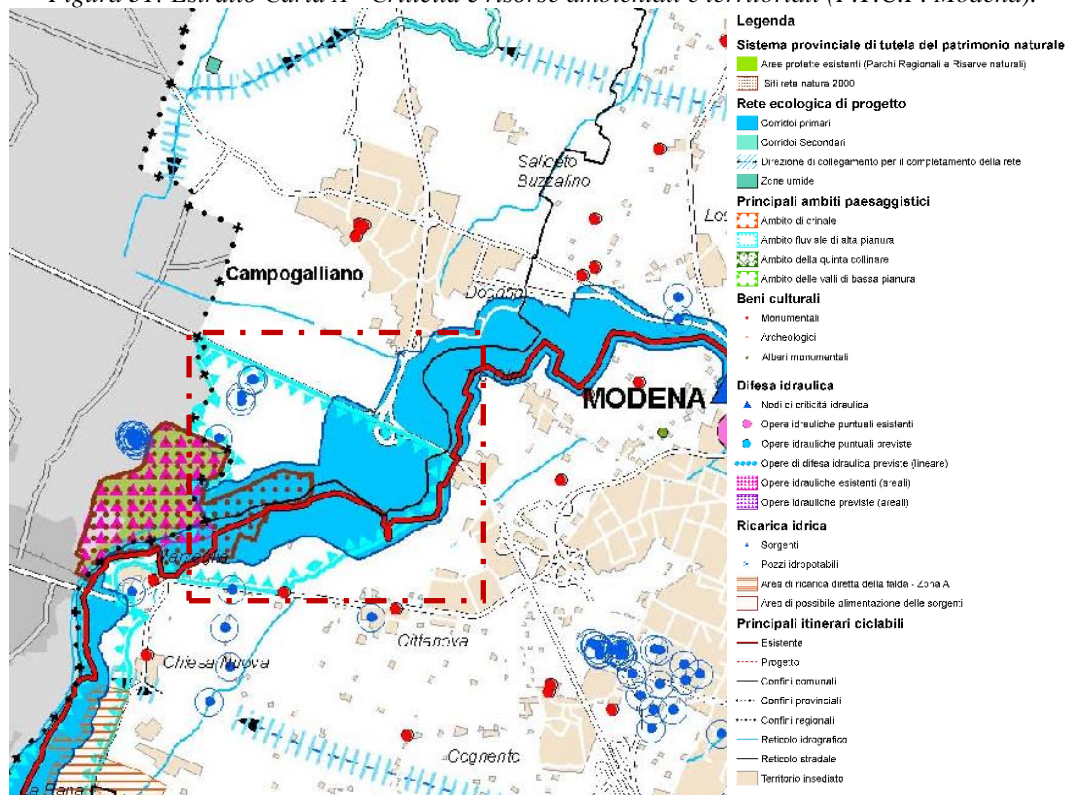 Figura 31: Estratto Carta A - Criticità e risorse ambientali e territoriali (P.T.C.P. Modena).
Saliceto
Buzzalino
Campogalliano
MODENA
Marzaglia
Cittanova
Chiesa Nuova
Cognento
Legenda
Sistema provinciale di tutela del patrimonio naturale
Aree protete esistenti (Parchi Regionali e Riserve naturali)
Siti rete natura 2000
Rete ecologica di progetto
Corridoi primari
Corridoi Secondari
Direzione di collegamento per il completamento della rete
Zone umide
Principali ambiti paesaggistici
Ambito di crinale
Ambito fluviale di alta pianura
Ambito della quinta collinare
Ambito delle valli di bassa pianura
Beni culturali
Monumentali
Archeologici
Alberi monumentali
Difesa idraulica
Nodi di criticità idraulica
Opere idrauliche puntuali esistenti
Opere idrauliche puntuali previste
Opere di difesa idraulica previste (lineare)
Opere idrauliche esistenti (areali)
Opere idrauliche previste (areali)
Ricarica idrica
Sorgenti
Pozzi idropotabili
Area di ricarica diretta della falda - Zona A
Area di possibile alimentazione delle sorgenti
Principali itinerari ciclabili
Esistente
Progetto
Confini comunali
Confini provinciali
Confini regionali
Reticolo idrografico
Reticolo stradale
Territorio insediato